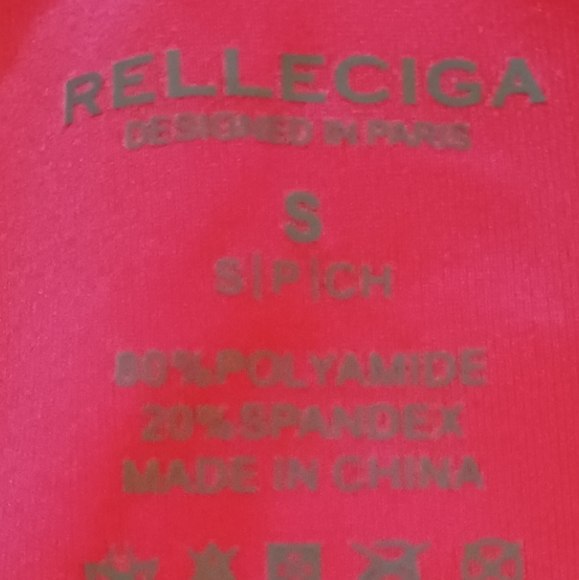 RELLECIGA
DESIGNED IN PARIS
S
S|P|CH
80%POLYAMIDE
20%SPANDEX
MADE IN CHINA